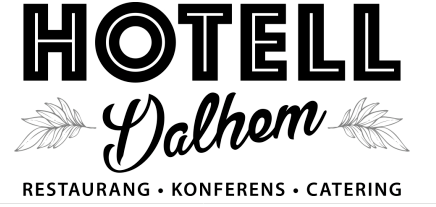 HOTELL
Dalhem
RESTAURANG • KONFERENS • CATERING